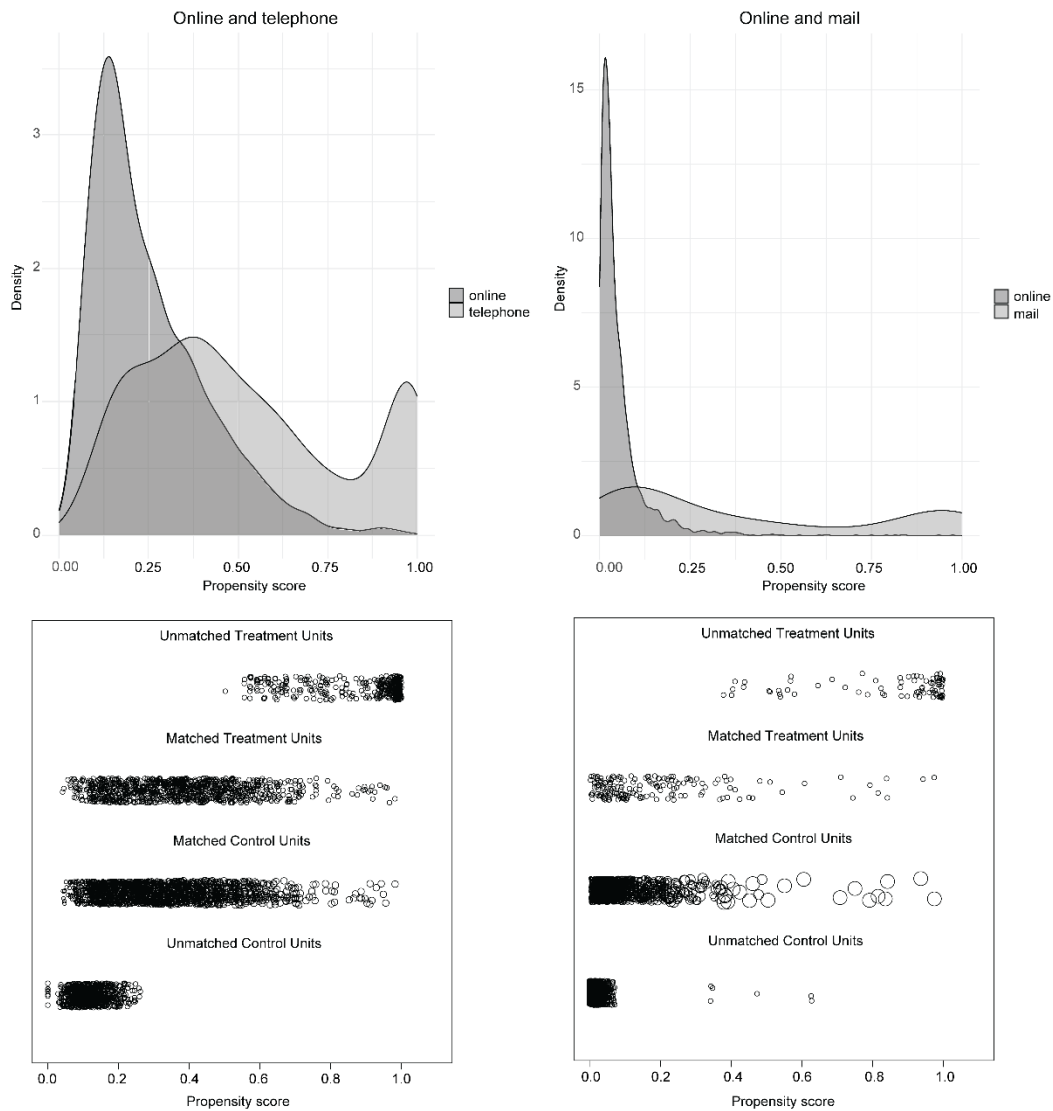 Online and telephone
3
2
1
0
Density
0.00 0.25 0.50 0.75 1.00
Propensity score
online
telephone
Online and mail
15
10
5
0
Density
0.00 0.25 0.50 0.75 1.00
Propensity score
online
mail
Unmatched Treatment Units
Matched Treatment Units
Matched Control Units
Unmatched Control Units
0.0 0.2 0.4 0.6 0.8 1.0
Propensity score
Unmatched Treatment Units
Matched Treatment Units
Matched Control Units
Unmatched Control Units
0.0 0.2 0.4 0.6 0.8 1.0
Propensity score